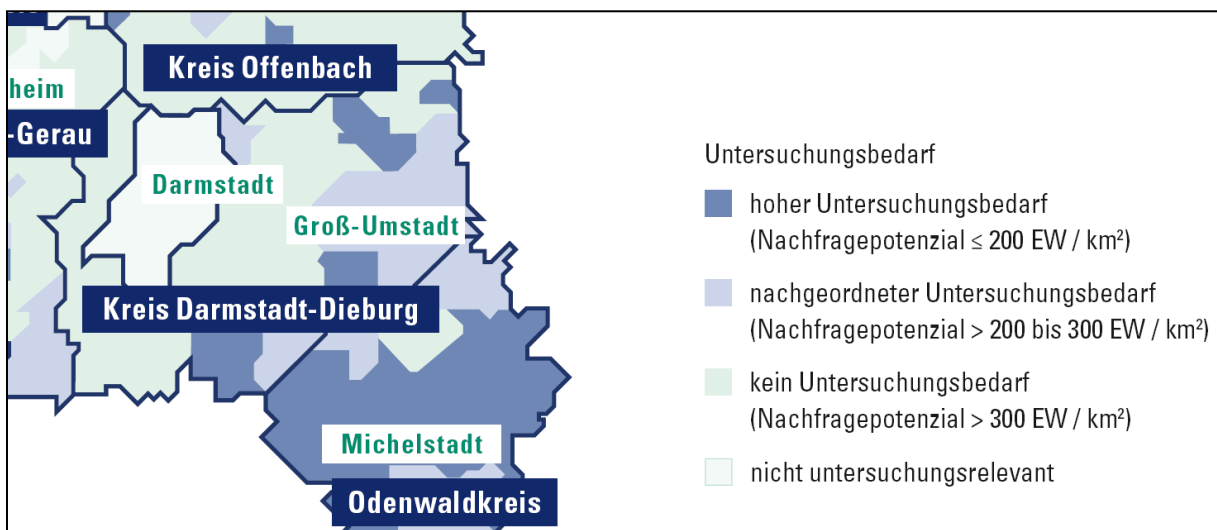 Kreis Offenbach
heim
-Gerau
Darmstadt
Groß-Umstadt
Kreis Darmstadt-Dieburg
Michelstadt
Odenwaldkreis
Untersuchungsbedarf
hoher Untersuchungsbedarf
(Nachfragepotenzial ≤ 200 EW / km²)
nachgeordneter Untersuchungsbedarf
(Nachfragepotenzial > 200 bis 300 EW / km²)
kein Untersuchungsbedarf
(Nachfragepotenzial > 300 EW / km²)
nicht untersuchungsrelevant